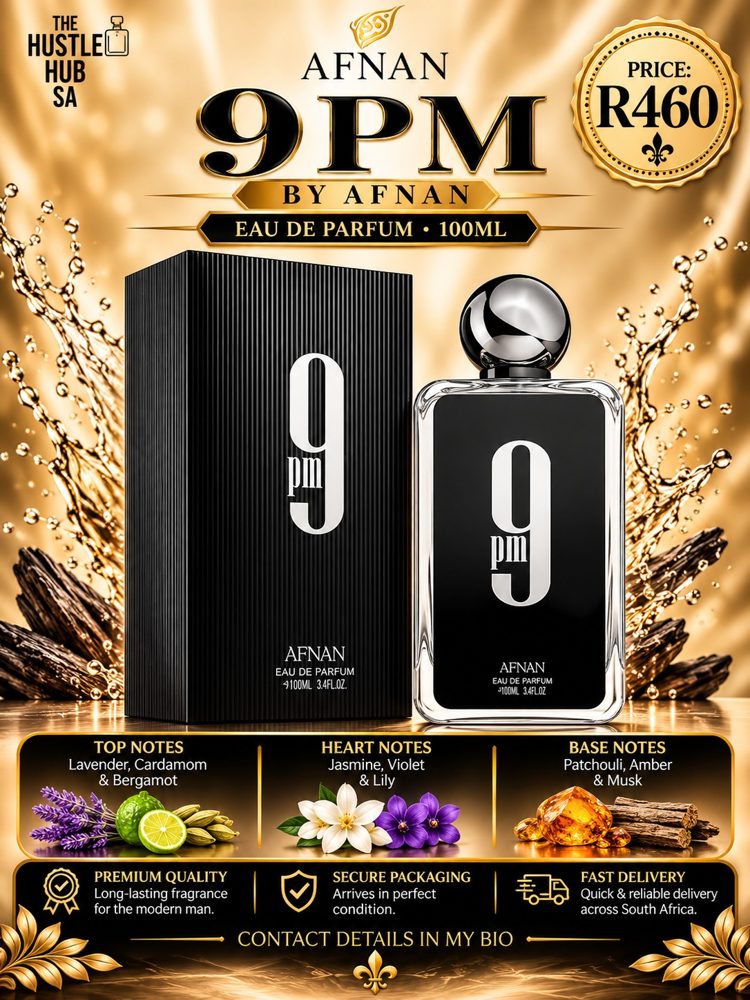 THE
HUSTLE
HUB
SA
AFNAN
9PM
BY AFNAN
EAU DE PARFUM • 100ML
PRICE:
R460
9
pm
AFNAN
EAU DE PARFUM
100ML 3.4FL.OZ.
9
pm
AFNAN
EAU DE PARFUM
100ML 3.4FL.OZ
TOP NOTES
Lavender, Cardamom
& Bergamot
HEART NOTES
Jasmine, Violet
& Lily
BASE NOTES
Patchouli, Amber
& Musk
PREMIUM QUALITY
Long-lasting fragrance
for the modern man.
SECURE PACKAGING
Arrives in perfect
condition.
FAST DELIVERY
Quick & reliable delivery
across South Africa.
CONTACT DETAILS IN MY BIO